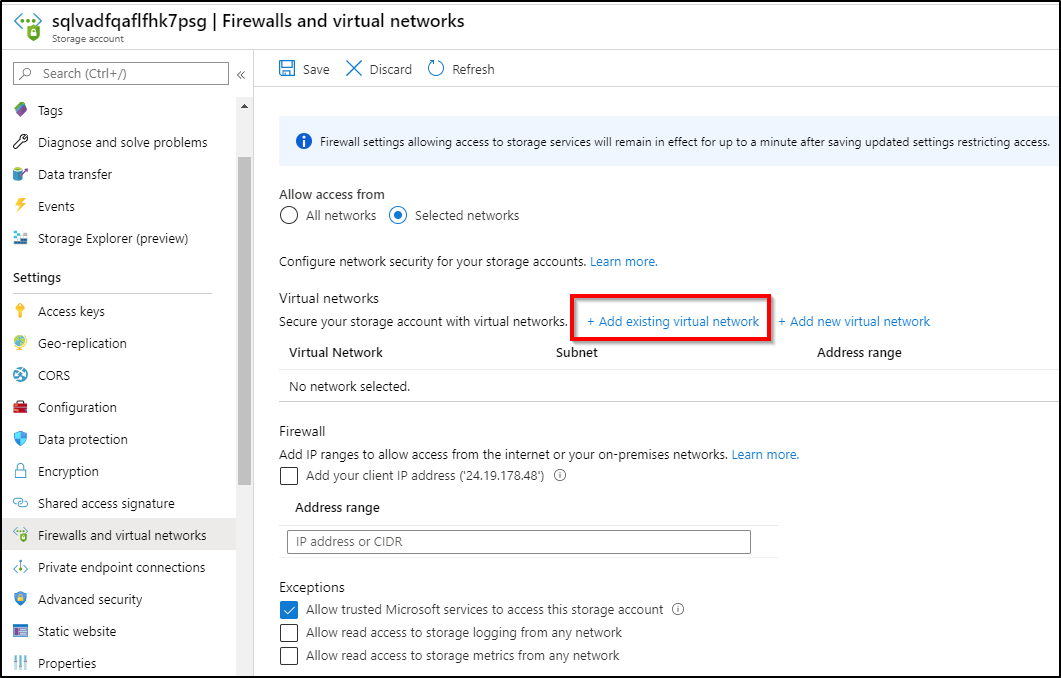 sqlvadfqaflfhk7psg | Firewalls and virtual networks
Storage account
Search (Ctrl+/)
«
Tags
Diagnose and solve problems
Data transfer
Events
Storage Explorer (preview)
Settings
Access keys
Geo-replication
CORS
Configuration
Data protection
Encryption
Shared access signature
Firewalls and virtual networks
Private endpoint connections
Advanced security
Static website
Properties
Save Discard Refresh
Firewall settings allowing access to storage services will remain in effect for up to a minute after saving updated settings restricting access.
Allow access from
All networks Selected networks
Configure network security for your storage accounts. Learn more.
Virtual networks
Secure your storage account with virtual networks. + Add existing virtual network + Add new virtual network
Virtual Network Subnet Address range
No network selected.
Firewall
Add IP ranges to allow access from the internet or your on-premises networks. Learn more.
Add your client IP address ('24.19.178.48')
Address range
IP address or CIDR
Exceptions
Allow trusted Microsoft services to access this storage account
Allow read access to storage logging from any network
Allow read access to storage metrics from any network